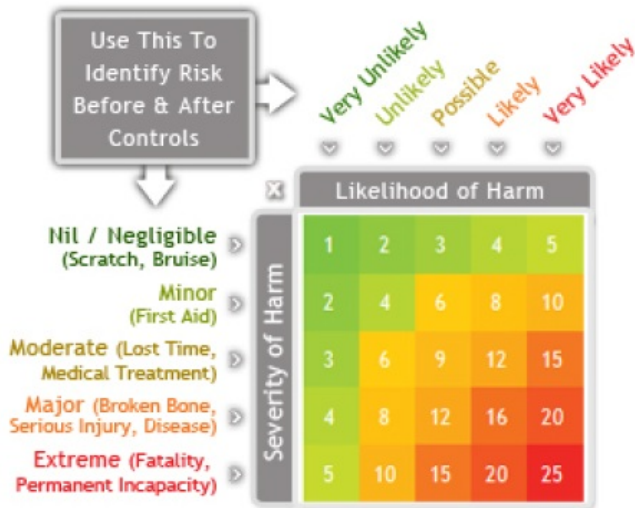 Use This To
Identify Risk
Before & After
Controls
Very Unlikely
Unlikely
Possible
Likely
Very Likely
x
Likelihood of Harm
Severity of Harm
Nil / Negligible
(Scratch, Bruise)
1 2 3 4 5
Minor
(First Aid)
2 4 6 8 10
Moderate (Lost Time,
Medical Treatment)
3 6 9 12 15
Major (Broken Bone,
Serious Injury, Disease)
4 8 12 16 20
Extreme (Fatality,
Permanent Incapacity)
5 10 15 20 25